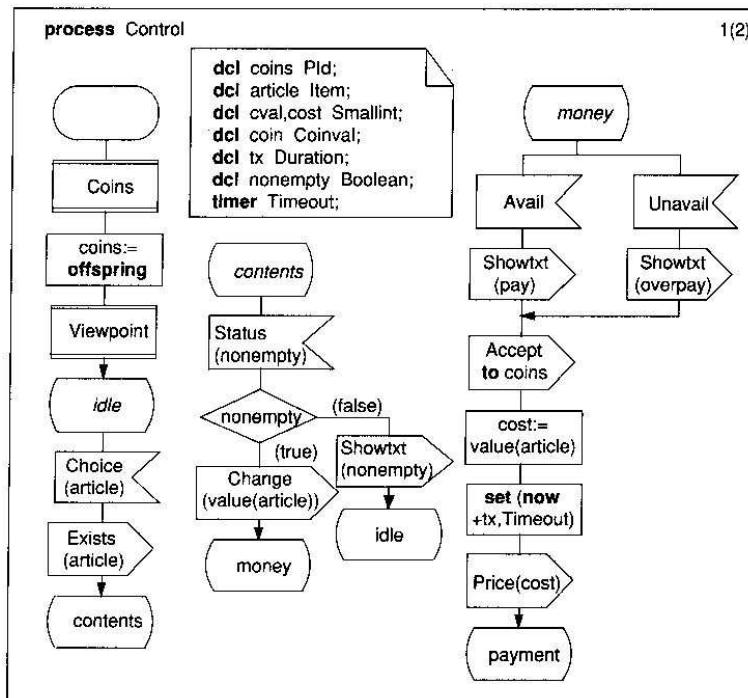 process Control
1(2)
dcl coins PId;
dcl article Item;
dcl cval,cost Smallint;
dcl coin Coinval;
dcl tx Duration;
dcl nonempty Boolean;
timer Timeout;
Coins
coins:=
offspring
Viewpoint
idle
Choice
(article)
Exists
(article)
contents
contents
Status
(nonempty)
nonempty
(false)
(true)
Change
(value(article))
money
Showtxt
(nonempty)
idle
money
Avail
Unavail
Showtxt
(pay)
Showtxt
(overpay)
Accept
to coins
cost:=
value(article)
set (now
+tx,Timeout)
Price(cost)
payment